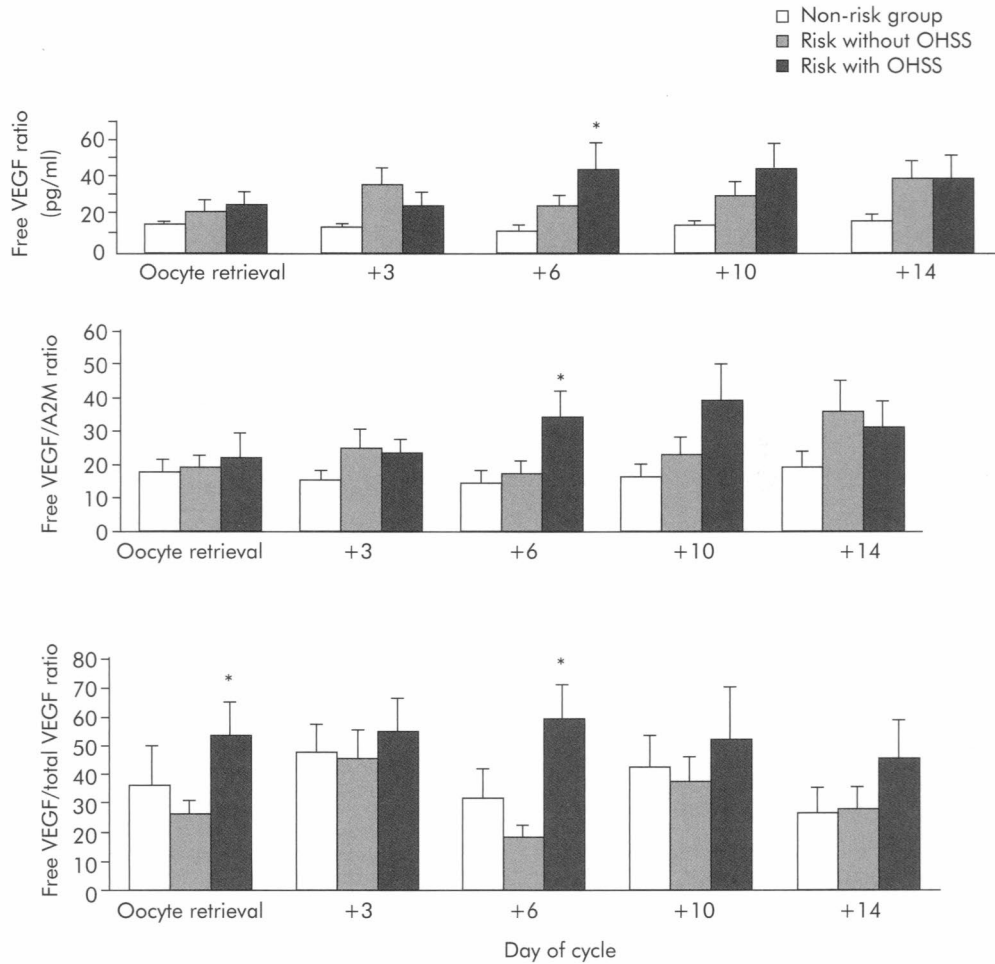 Non-risk group
Risk without OHSS
Risk with OHSS
Free VEGF ratio
(pg/ml)
60
40
20
0
*
Oocyte retrieval +3 +6 +10 +14
Free VEGF/A2M ratio
60
50
40
30
20
10
0
*
Oocyte retrieval +3 +6 +10 +14
Free VEGF/total VEGF ratio
80
70
60
50
40
30
20
10
0
* *
Oocyte retrieval +3 +6 +10 +14
Day of cycle